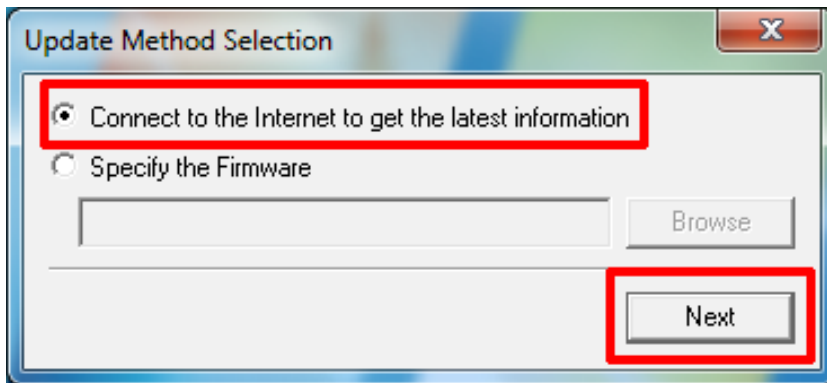 Update Method Selection
Connect to the Internet to get the latest information
Specify the Firmware
Browse
Next